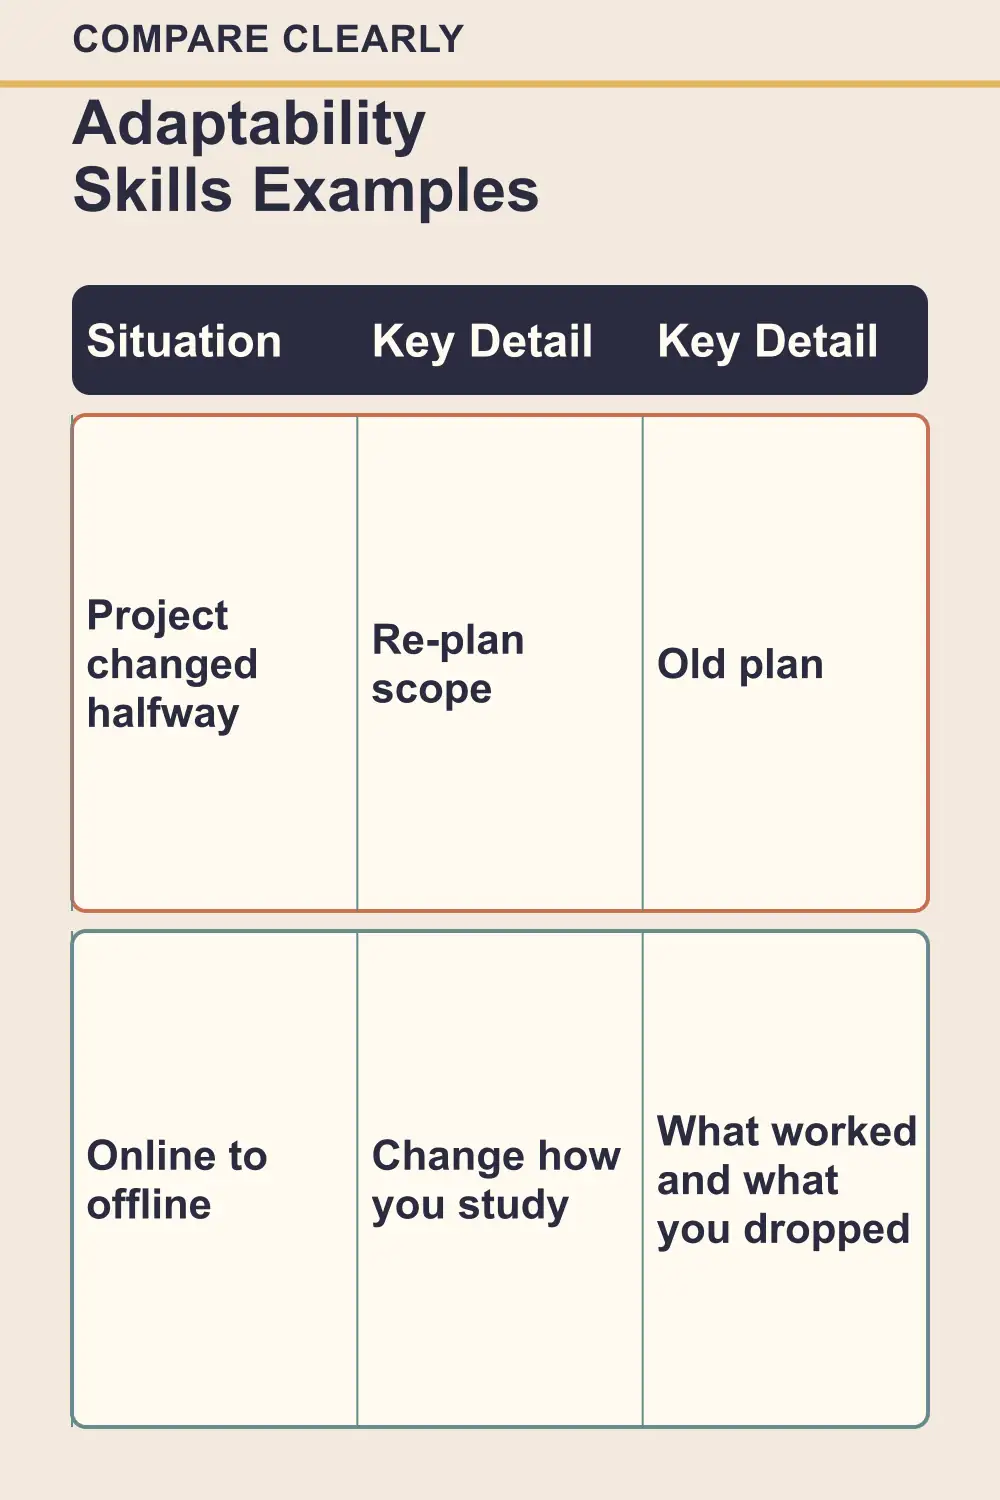 COMPARE CLEARLY
Adaptability
Skills Examples
Situation Key Detail Key Detail
Project
changed
halfway
Re-plan
scope
Old plan
Online to
offline
Change how
you study
What worked
and what
you dropped